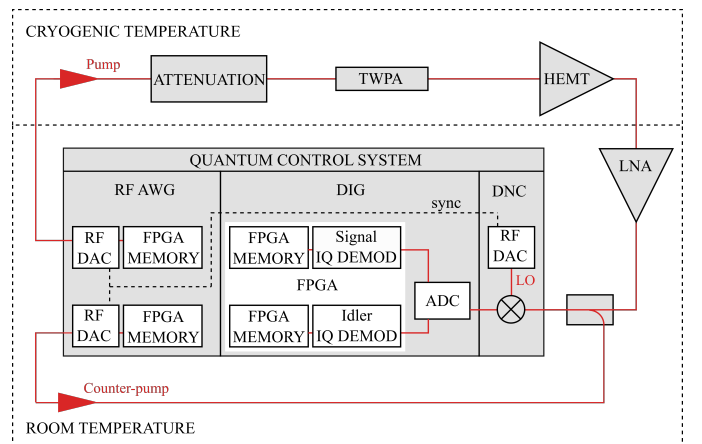 CRYOGENIC TEMPERATURE
Pump
ATTENUATION
TWPA
HEMT
LNA
QUANTUM CONTROL SYSTEM
RF AWG
DIG
DNC
sync
RF
DAC
FPGA
MEMORY
FPGA
MEMORY
Signal
IQ DEMOD
RF
DAC
LO
FPGA
ADC
RF
DAC
FPGA
MEMORY
FPGA
MEMORY
Idler
IQ DEMOD
Counter-pump
ROOM TEMPERATURE